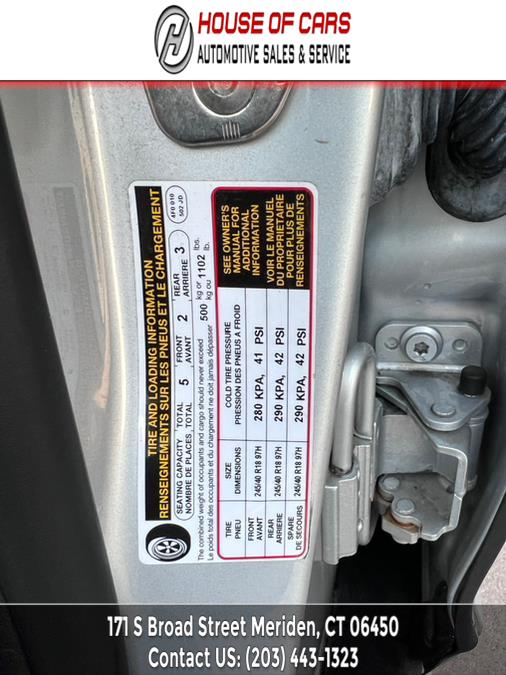 HOUSE OF CARS
AUTOMOTIVE SALES & SERVICE
TIRE AND LOADING INFORMATION
RENSEIGNEMENTS SUR LES PNEUS ET LE CHARGEMENT
4F0 010
502 JD
SEATING CAPACITY TOTAL 5 FRONT 2 REAR 3
NOMBRE DE PLACES TOTAL AVANT ARRIERE
The combined weight of occupants and cargo should never exceed 500 kg or 1102 lbs.
Le poids total des occupants et du chargement ne doit jamais dépasser kg ou lb.
TIRE SIZE COLD TIRE PRESSURE
PNEU DIMENSIONS PRESSION DES PNEUS A FROID
FRONT
AVANT 245/40 R18 97H 280 KPA, 41 PSI
REAR
ARRIERE 245/40 R18 97H 290 KPA, 42 PSI
SPARE
DE SECOURS 245/40 R18 97H 290 KPA, 42 PSI
SEE OWNER'S
MANUAL FOR
ADDITIONAL
INFORMATION
VOIR LE MANUEL
DU PROPRIETAIRE
POUR PLUS DE
RENSEIGNEMENTS
171 S Broad Street Meriden, CT 06450
Contact US: (203) 443-1323